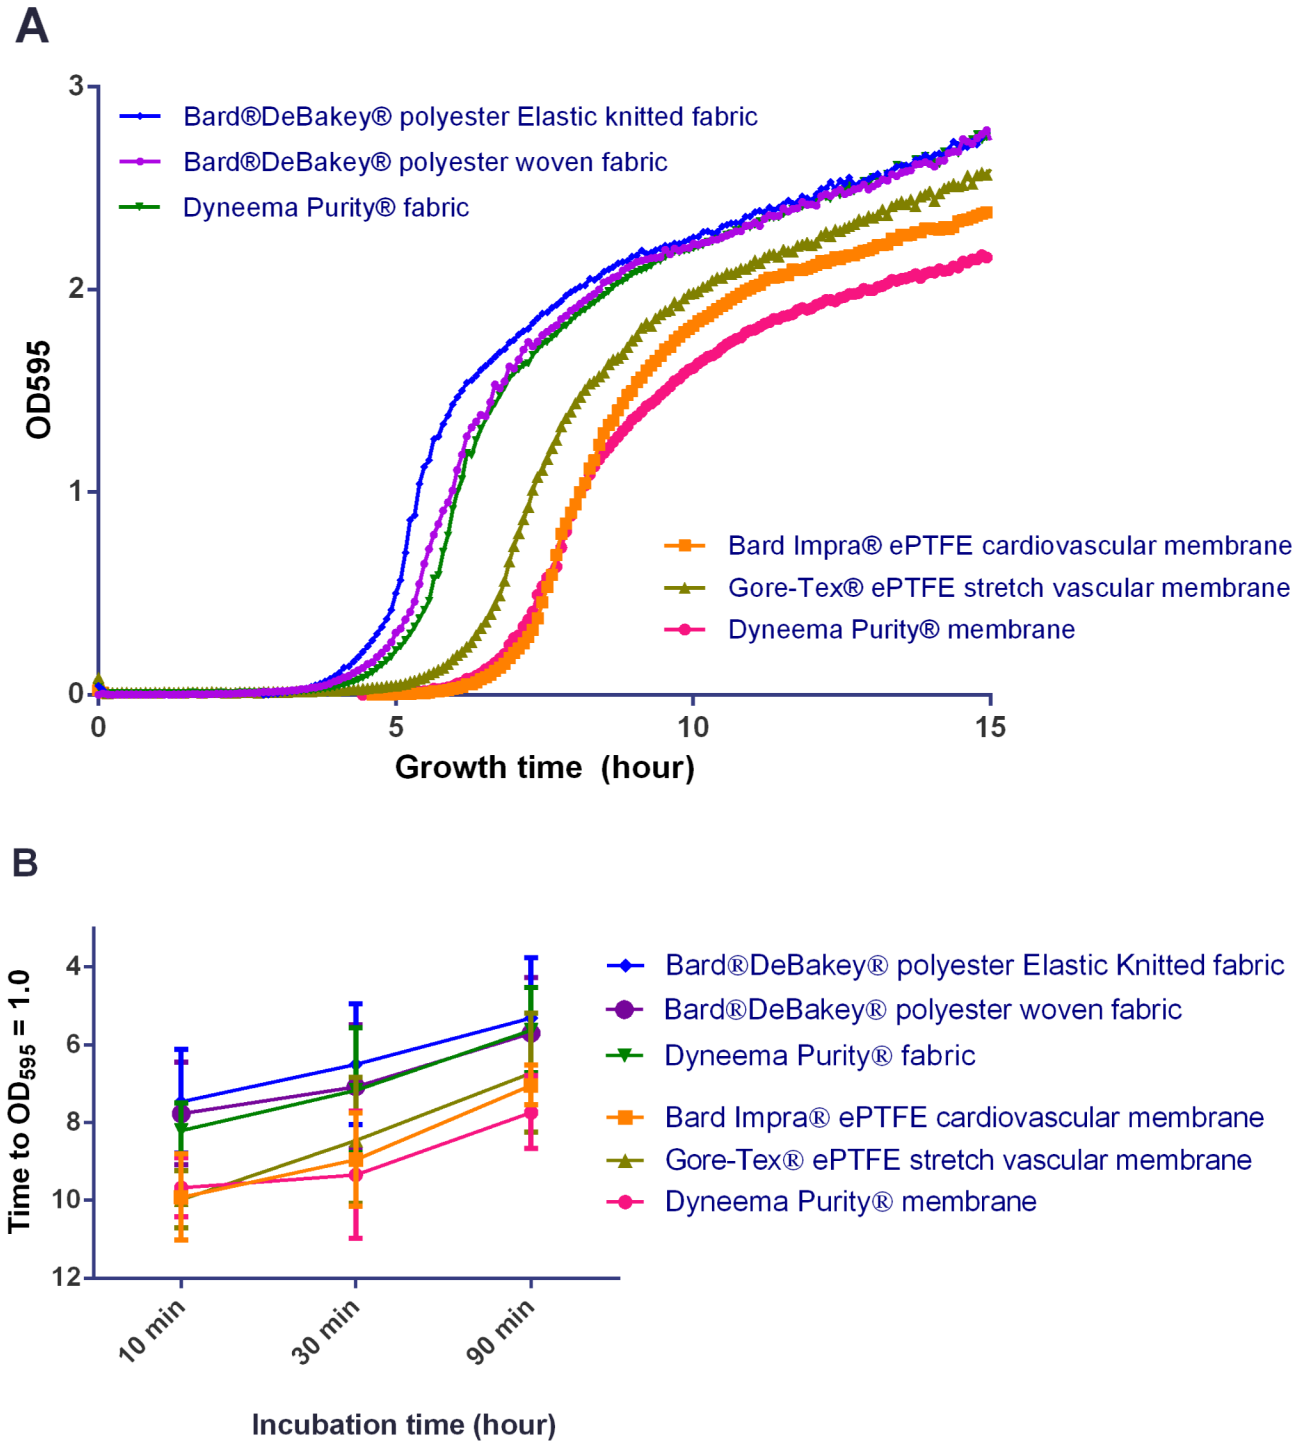 A
3
2
1
0
OD595
Bard®DeBakey® polyester Elastic knitted fabric
Bard®DeBakey® polyester woven fabric
Dyneema Purity® fabric
Bard Impra® ePTFE cardiovascular membrane
Gore-Tex® ePTFE stretch vascular membrane
Dyneema Purity® membrane
0 5 10 15
Growth time (hour)
B
4
6
8
10
12
Time to OD595 = 1.0
Bard®DeBakey® polyester Elastic Knitted fabric
Bard®DeBakey® polyester woven fabric
Dyneema Purity® fabric
Bard Impra® ePTFE cardiovascular membrane
Gore-Tex® ePTFE stretch vascular membrane
Dyneema Purity® membrane
10 min 30 min 90 min
Incubation time (hour)